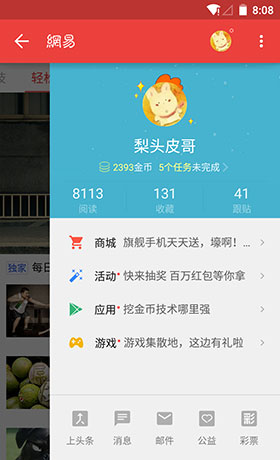 8:08
網易
轻松
梨头皮哥
2393金币 5个任务未完成 >
8113 131 41
阅读 收藏 跟贴
商城 旗舰手机天天送，壕啊！...
活动 快来抽奖 百万红包等你拿
独家 每日
应用 挖金币技术哪里强
游戏 游戏集散地，这边有礼啦
彩
上头条 消息 邮件 公益 彩票